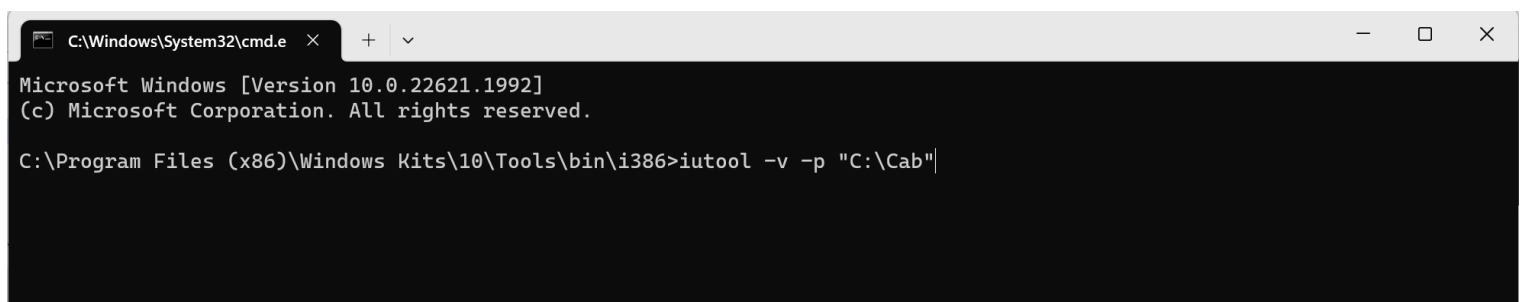 C:\Windows\System32\cmd.e
Microsoft Windows [Version 10.0.22621.1992]
(c) Microsoft Corporation. All rights reserved.
C:\Program Files (x86)\Windows Kits\10\Tools\bin\i386>iutool -v -p "C:\Cab"